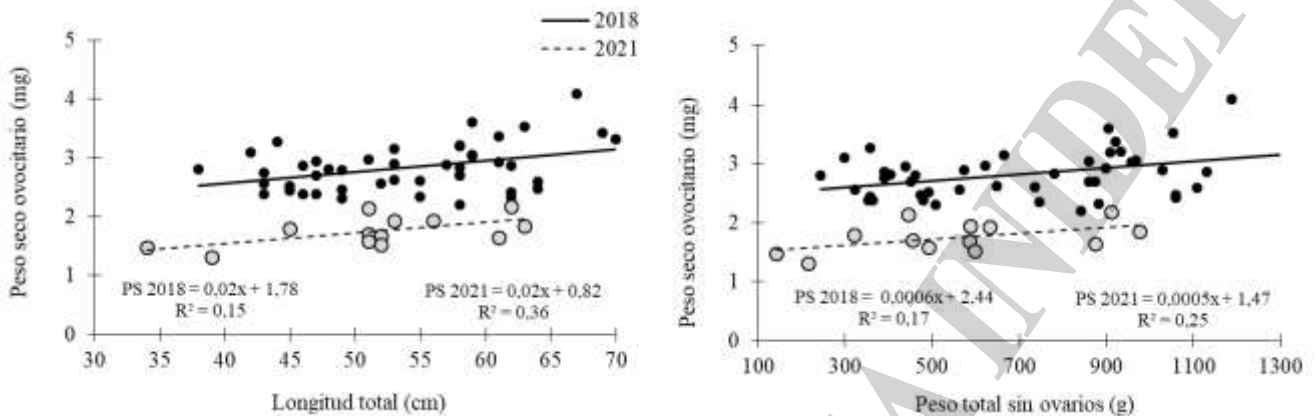 2018
2021
Peso seco ovocitario (mg)
5
4
3
2
1
0
PS 2018 = 0,02x + 1,78
R² = 0,15
PS 2021 = 0,02x + 0,82
R² = 0,36
30 35 40 45 50 55 60 65 70
Longitud total (cm)
Peso seco ovocitario (mg)
5
4
3
2
1
0
PS 2018 = 0,0006x + 2.44
R² = 0,17
PS 2021 = 0,0005x + 1,47
R² = 0,25
100 300 500 700 900 1100 1300
Peso total sin ovarios (g)